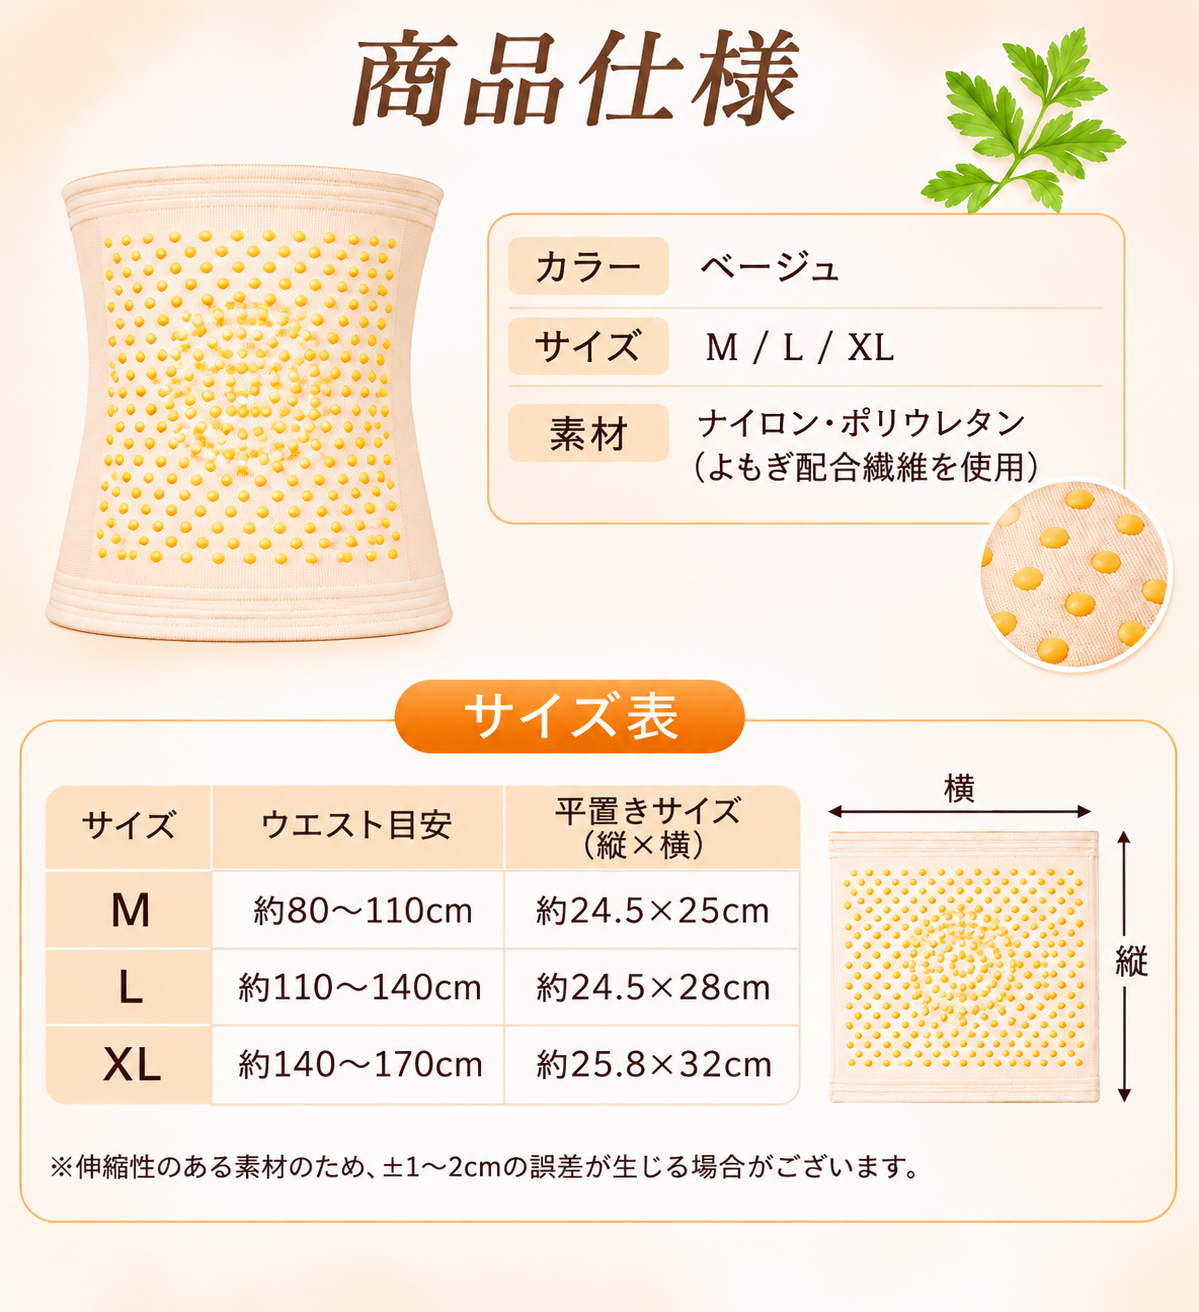 商品仕様
カラー ベージュ
サイズ M / L / XL
素材 ナイロン・ポリウレタン
（よもぎ配合繊維を使用）
サイズ表
サイズ ウエスト目安 平置きサイズ
（縦×横）
M 約80～110cm 約24.5×25cm
L 約110～140cm 約24.5×28cm
XL 約140～170cm 約25.8×32cm
横
縦
※伸縮性のある素材のため、±1～2cmの誤差が生じる場合がございます。